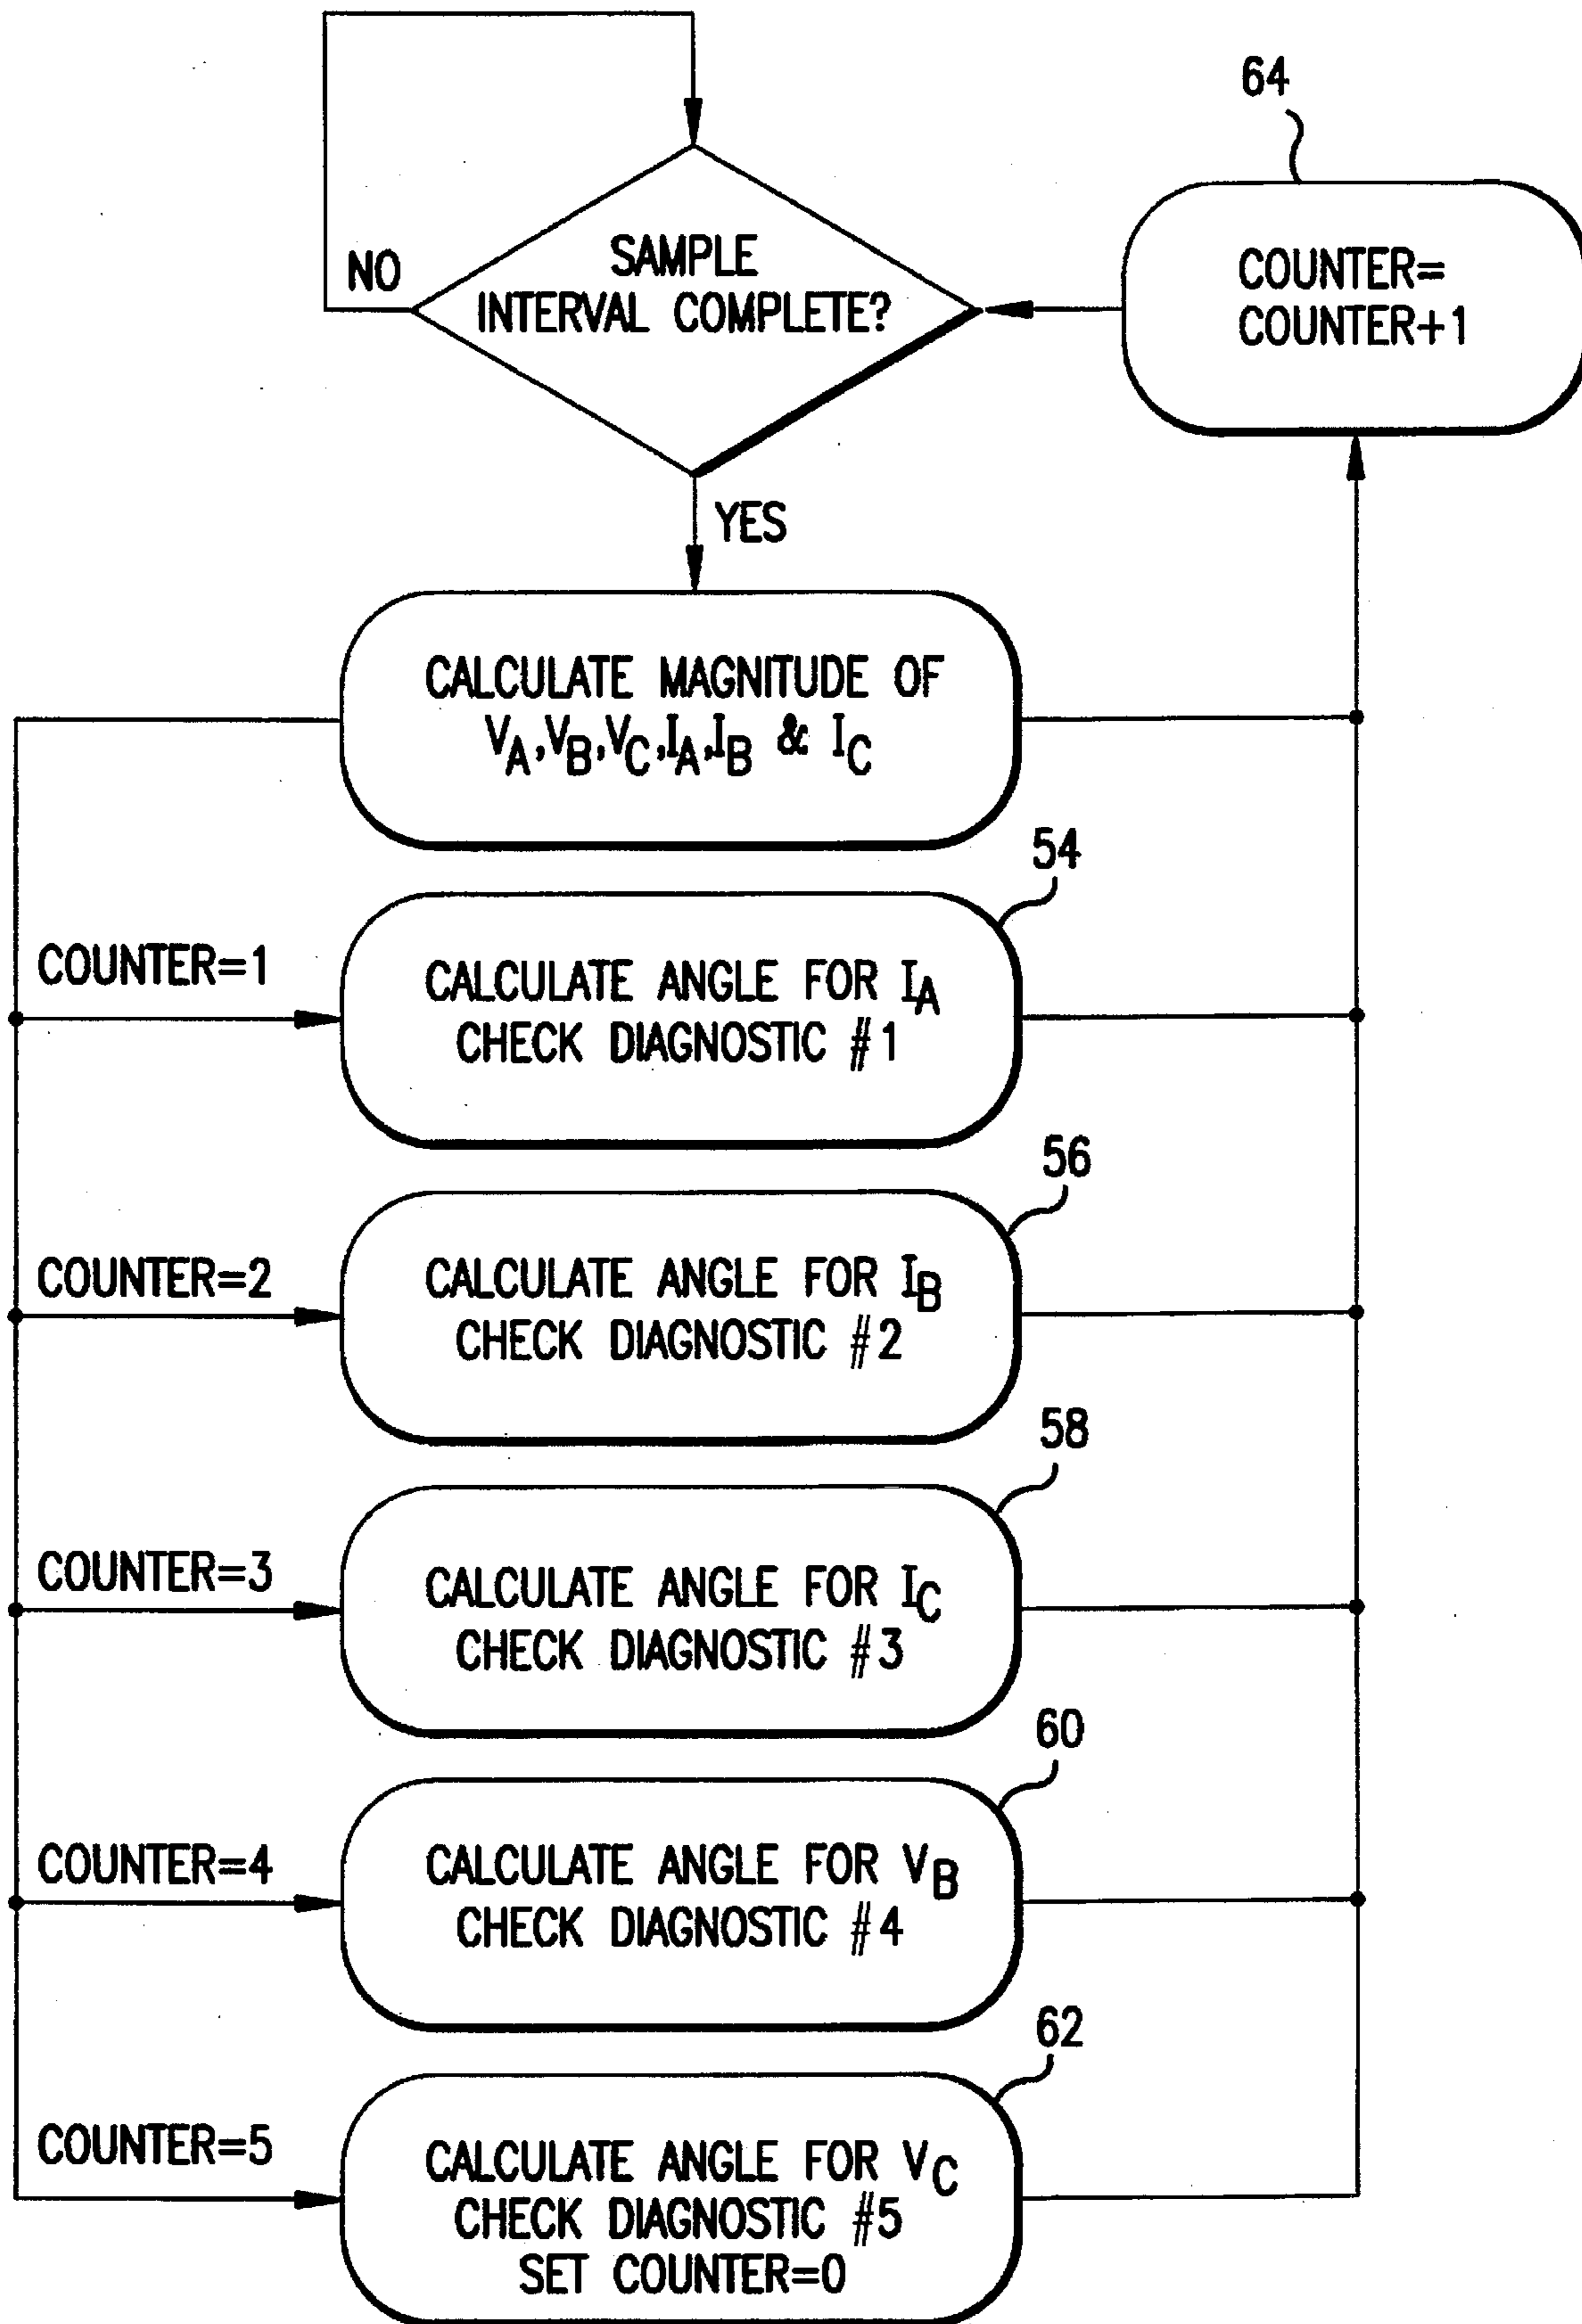 64
SAMPLE
INTERVAL COMPLETE?
NO
COUNTER=
COUNTER+1
YES
CALCULATE MAGNITUDE OF
VA,VB,VC,IA,IB & IC
54
COUNTER=1
CALCULATE ANGLE FOR IA
CHECK DIAGNOSTIC #1
56
COUNTER=2
CALCULATE ANGLE FOR IB
CHECK DIAGNOSTIC #2
58
COUNTER=3
CALCULATE ANGLE FOR IC
CHECK DIAGNOSTIC #3
60
COUNTER=4
CALCULATE ANGLE FOR VB
CHECK DIAGNOSTIC #4
62
COUNTER=5
CALCULATE ANGLE FOR VC
CHECK DIAGNOSTIC #5
SET COUNTER=0